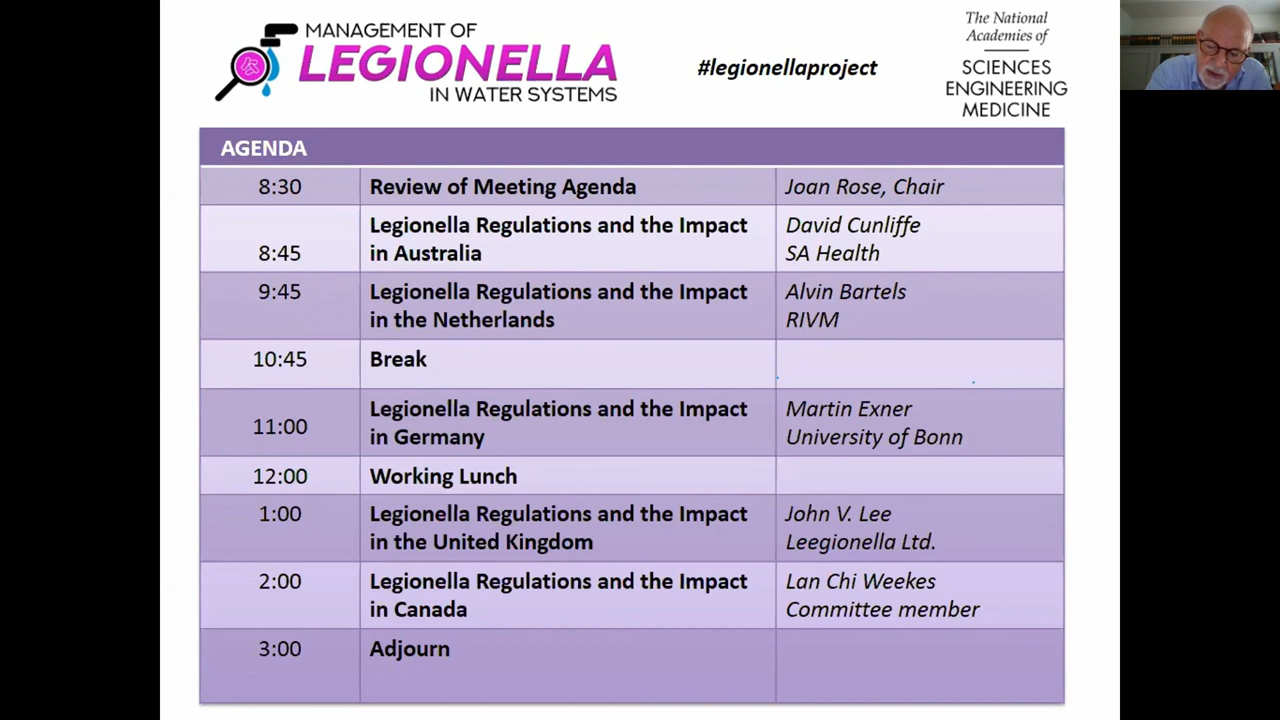 MANAGEMENT OF
LEGIONELLA
IN WATER SYSTEMS
#legionellaproject
The National
Academies of
SCIENCES
ENGINEERING
MEDICINE
AGENDA
8:30
Review of Meeting Agenda
Joan Rose, Chair
8:45
Legionella Regulations and the Impact
in Australia
David Cunliffe
SA Health
9:45
Legionella Regulations and the Impact
in the Netherlands
Alvin Bartels
RIVM
10:45
Break
11:00
Legionella Regulations and the Impact
in Germany
Martin Exner
University of Bonn
12:00
Working Lunch
1:00
Legionella Regulations and the Impact
in the United Kingdom
John V. Lee
Leegionella Ltd.
2:00
Legionella Regulations and the Impact
in Canada
Lan Chi Weekes
Committee member
3:00
Adjourn